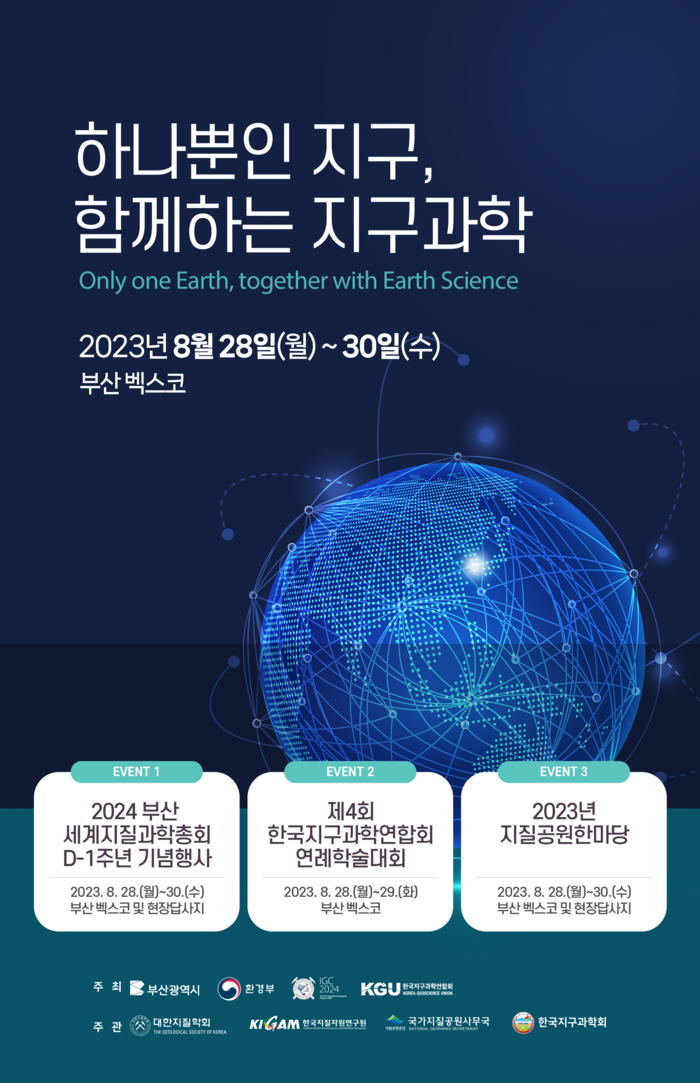 하나뿐인 지구,
함께하는 지구과학
Only one Earth, together with Earth Science
2023년 8월 28일(월) ~ 30일(수)
부산 벡스코
EVENT 1
2024 부산
세계지질과학총회
D-1주년 기념행사
2023. 8. 28.(월)~30.(수)
부산 벡스코 및 현장답사지
EVENT 2
제4회
한국지구과학연합회
연례학술대회
2023. 8. 28.(월)~29.(화)
부산 벡스코
EVENT 3
2023년
지질공원한마당
2023. 8. 28.(월)~30.(수)
부산 벡스코 및 현장답사지
주 최
부산광역시
환경부
IGC
2024
KGU 한국지구과학연합회
KOREA GEOSCIENCE UNION
주 관
대한지질학회
THE GEOLOGICAL SOCIETY OF KOREA
KIGAM 한국지질자원연구원
국가지질공원사무국
NATIONAL GEOPARKS SECRETARIAT
한국지구과학회